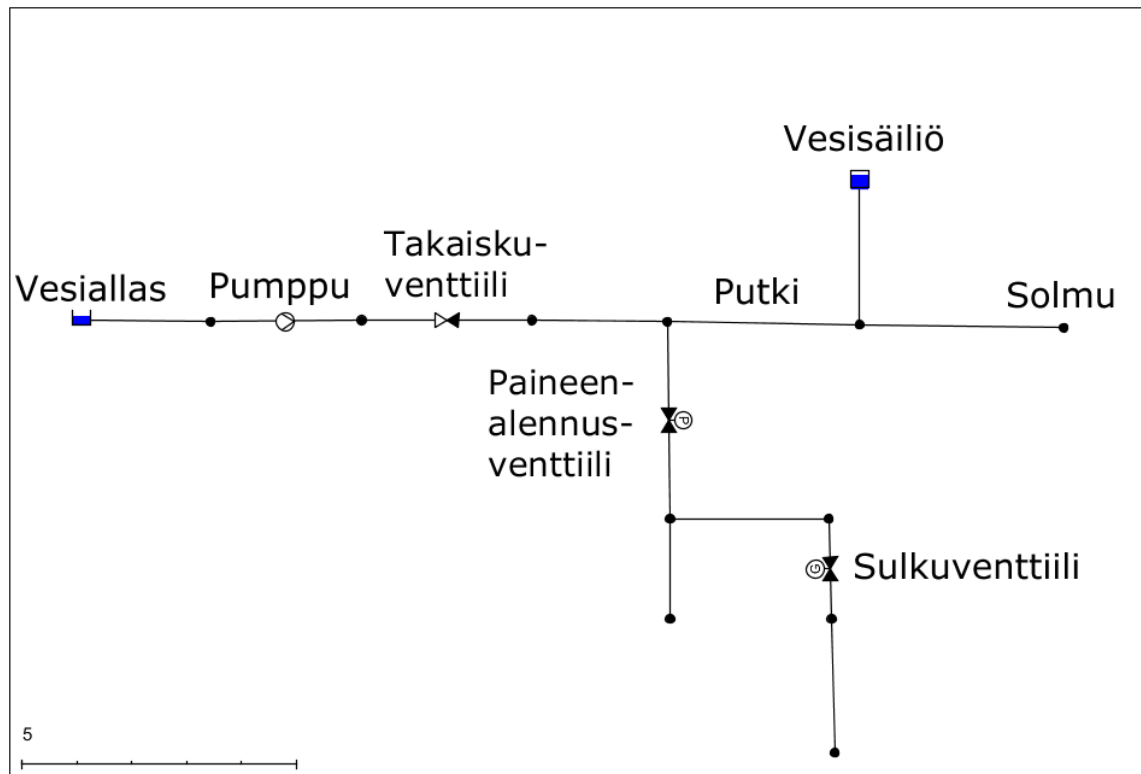 Vesisäiliö
Takaisku-
venttiili
Vesiallas
Pumppu
Putki
Solmu
Paineen-
alennus-
venttiili
P
Sulkuventtiili
G
5